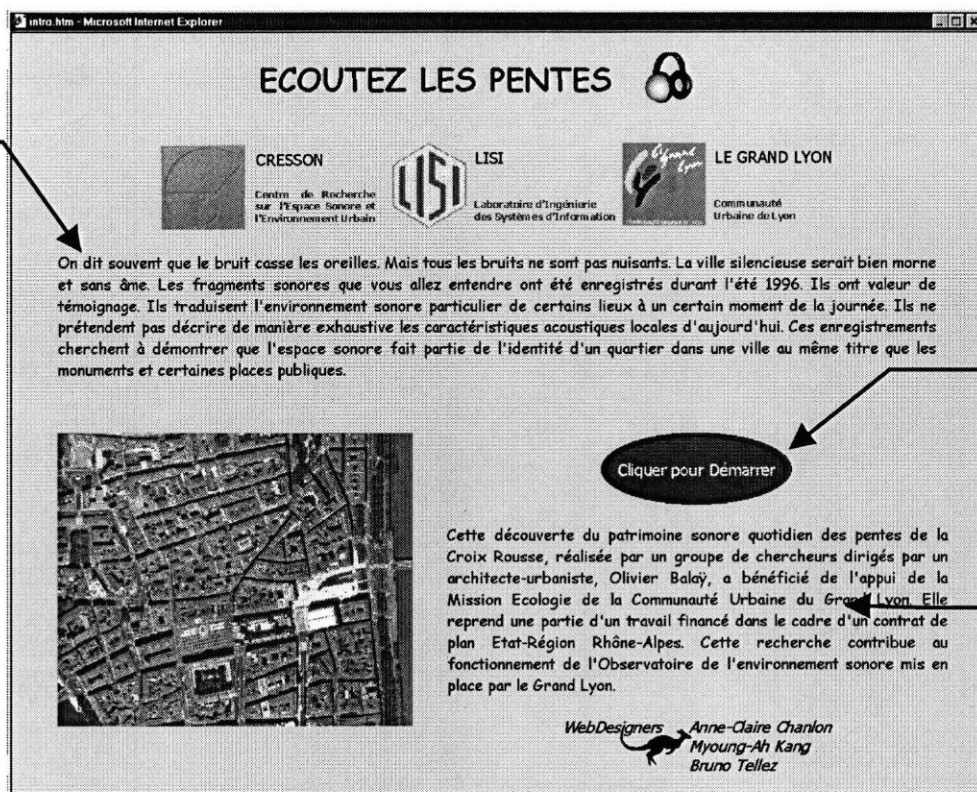 intro.htm - Microsoft Internet Explorer
ECOUTEZ LES PENTES
CRESSON
Centre de Recherche
sur l'Espace Sonore et
l'Environnement Urbain
LISI
LISI
Laboratoire d'Ingénierie
des Systèmes d'Information
Grand Lyon
LE GRAND LYON
Communauté
Urbaine de Lyon
On dit souvent que le bruit casse les oreilles. Mais tous les bruits ne sont pas nuisants. La ville silencieuse serait bien morne
et sans âme. Les fragments sonores que vous allez entendre ont été enregistrés durant l'été 1996. Ils ont valeur de
témoignage. Ils traduisent l'environnement sonore particulier de certains lieux à un certain moment de la journée. Ils ne
prétendent pas décrire de manière exhaustive les caractéristiques acoustiques locales d'aujourd'hui. Ces enregistrements
cherchent à démontrer que l'espace sonore fait partie de l'identité d'un quartier dans une ville au même titre que les
monuments et certaines places publiques.
Cliquer pour Démarrer
Cette découverte du patrimoine sonore quotidien des pentes de la
Croix Rousse, réalisée par un groupe de chercheurs dirigés par un
architecte-urbaniste, Olivier Balaÿ, a bénéficié de l'appui de la
Mission Ecologie de la Communauté Urbaine du Grand Lyon. Elle
reprend une partie d'un travail financé dans le cadre d'un contrat de
plan Etat-Région Rhône-Alpes. Cette recherche contribue au
fonctionnement de l'Observatoire de l'environnement sonore mis en
place par le Grand Lyon.
WebDesigners Anne-Claire Chanlon
Myoung-Ah Kang
Bruno Tellez